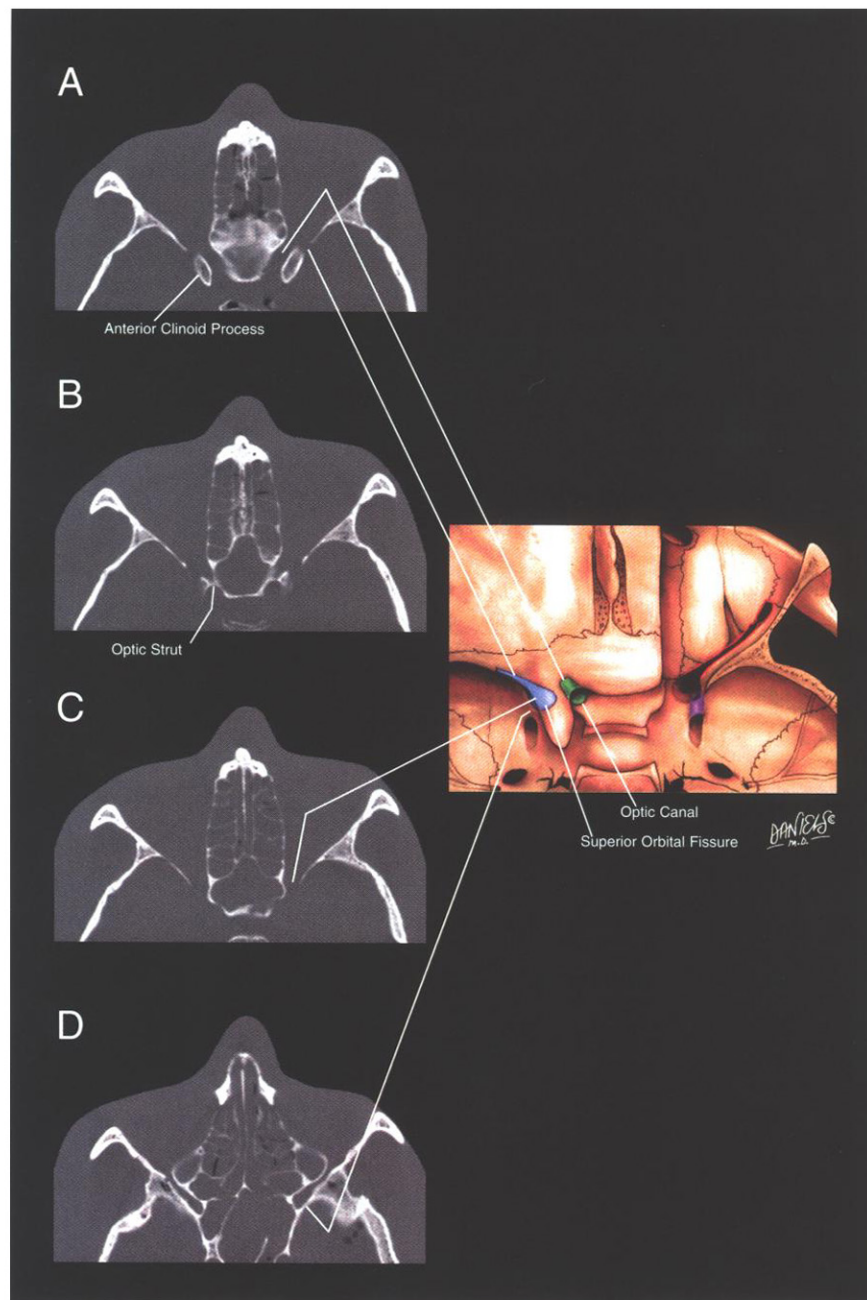 A
Anterior Clinoid Process
B
Optic Strut
C
Optic Canal
Superior Orbital Fissure
DANIELS©
M.D.
D